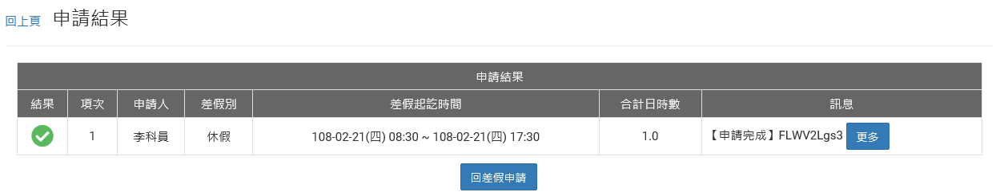 回上頁 申請結果
申請結果
結果 項次 申請人 差假別 差假起訖時間 合計日時數 訊息
1 李科員 休假 108-02-21(四) 08:30 ~ 108-02-21(四) 17:30 1.0 【申請完成】FLWV2Lgs3 更多
回差假申請